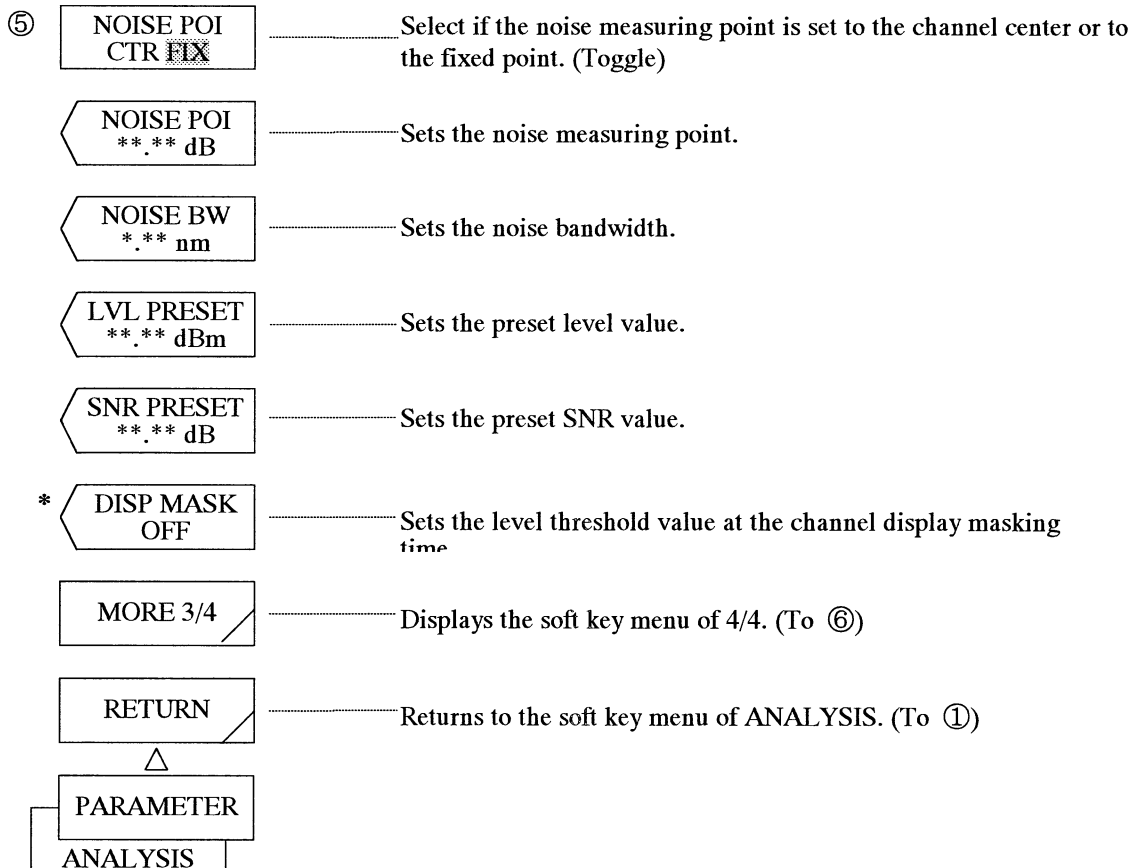 ⑤ NOISE POI
CTR FIX
Select if the noise measuring point is set to the channel center or to
the fixed point. (Toggle)
NOISE POI
**.** dB
Sets the noise measuring point.
NOISE BW
*.** nm
Sets the noise bandwidth.
LVL PRESET
**.** dBm
Sets the preset level value.
SNR PRESET
**.** dB
Sets the preset SNR value.
* DISP MASK
OFF
Sets the level threshold value at the channel display masking
time
MORE 3/4
Displays the soft key menu of 4/4. (To ⑥)
RETURN
Returns to the soft key menu of ANALYSIS. (To ①)
PARAMETER
ANALYSIS